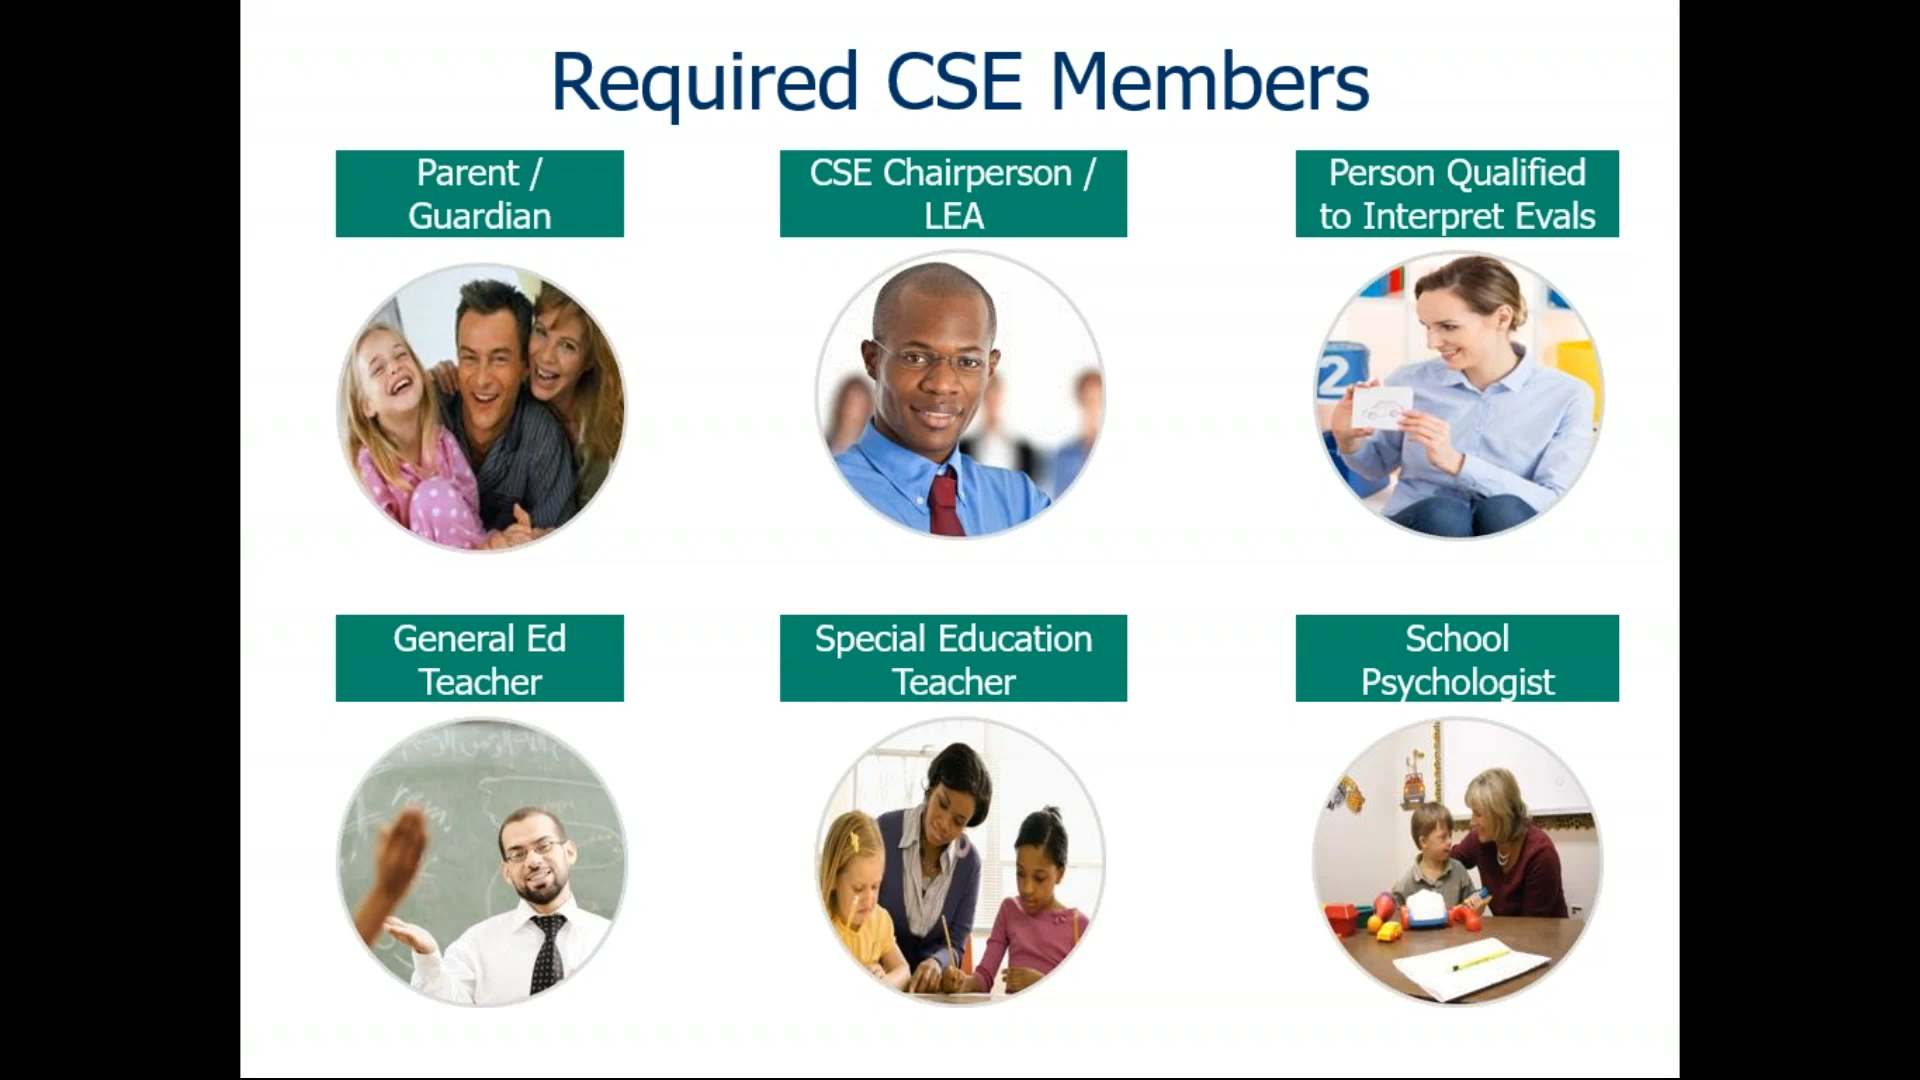 Required CSE Members
Parent /
Guardian
CSE Chairperson /
LEA
Person Qualified
to Interpret Evals
2
General Ed
Teacher
Special Education
Teacher
School
Psychologist